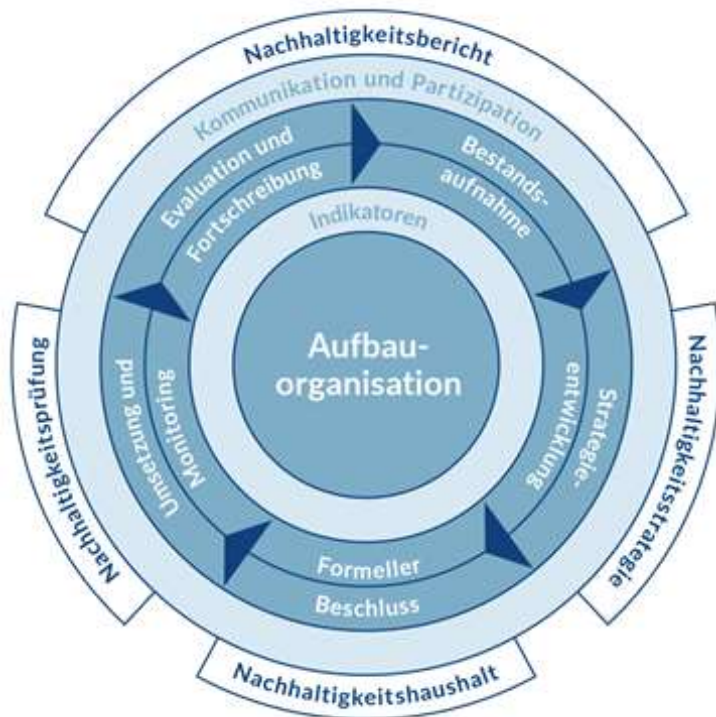 Nachhaltigkeitsbericht
Kommunikation und Partizipation
Evaluation und
Fortschreibung
Bestands-
aufnahme
Indikatoren
Aufbau-
organisation
Strategie-
entwicklung
Nachhaltigkeitsstrategie
Formeller
Beschluss
Nachhaltigkeitshaushalt
Umsetzung und
Monitoring
Nachhaltigkeitsprüfung